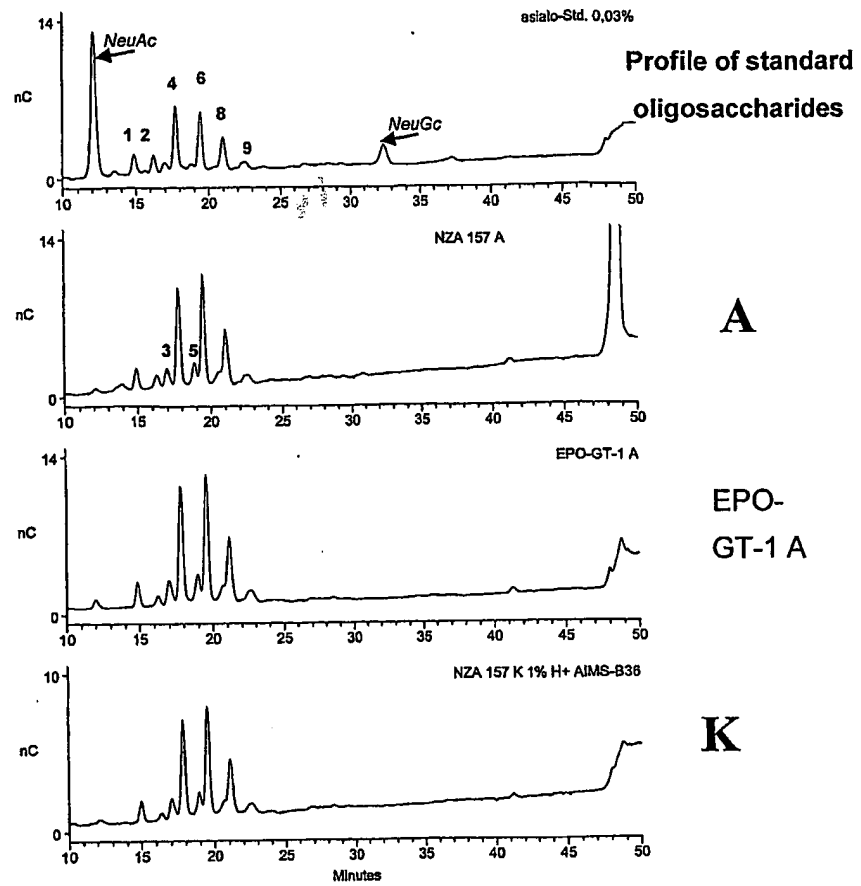 asialo-Std. 0,03%
14
NeuAc
Profile of standard
oligosaccharides
nC
1 2 4 6 8 9
NeuGc
0
10 15 20 25 30 35 40 45 50
NZA 157 A
14
A
nC
3 5
0
10 15 20 25 30 35 40 45 50
EPO-GT-1 A
14
EPO-
GT-1 A
nC
0
10 15 20 25 30 35 40 45 50
NZA 157 K 1% H+ AIMS-B36
10
K
nC
0
10 15 20 25 30 35 40 45 50
Minutes